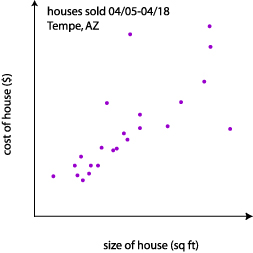 houses sold 04/05-04/18
Tempe, AZ
cost of house ($)
size of house (sq ft)